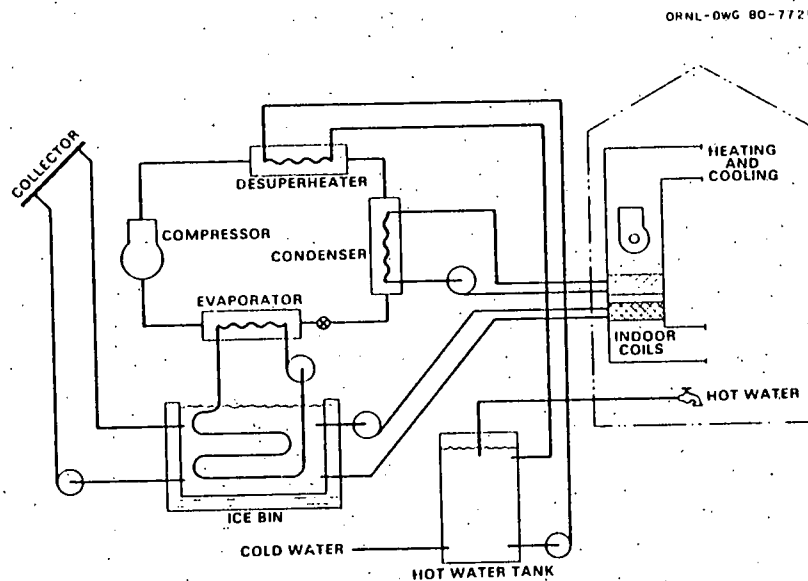 ORNL-DWG 80-772
COLLECTOR
DESUPERHEATER
HEATING
AND
COOLING
COMPRESSOR
CONDENSER
EVAPORATOR
INDOOR
COILS
HOT WATER
ICE BIN
COLD WATER
HOT WATER TANK